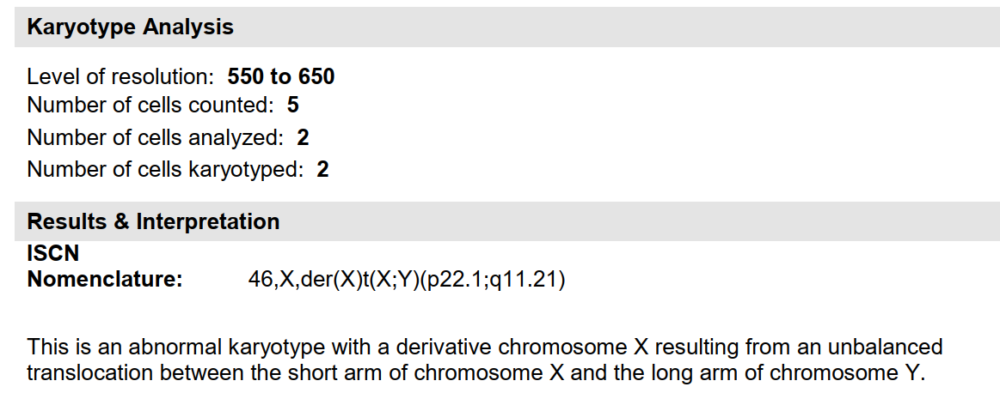 Karyotype Analysis
Level of resolution: 550 to 650
Number of cells counted: 5
Number of cells analyzed: 2
Number of cells karyotyped: 2
Results & Interpretation
ISCN
Nomenclature: 46,X,der(X)t(X;Y)(p22.1;q11.21)
This is an abnormal karyotype with a derivative chromosome X resulting from an unbalanced
translocation between the short arm of chromosome X and the long arm of chromosome Y.